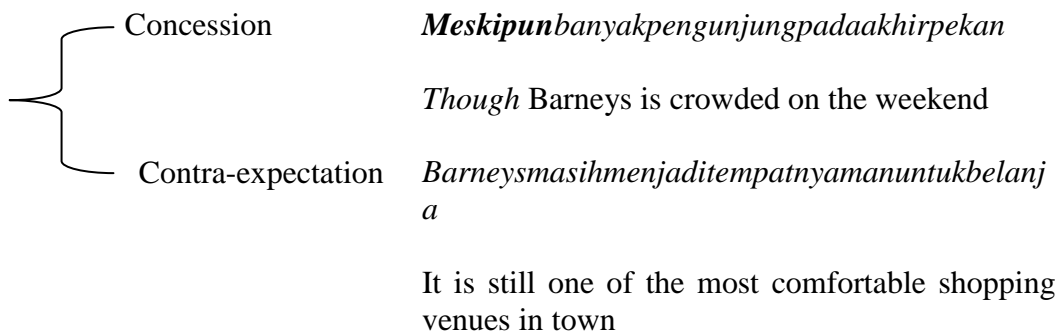 Concession Meskipunbanyakpengunjungpadaakhirpekan
Though Barneys is crowded on the weekend
Contra-expectation Barneysmasihmenjaditempatnyamanuntukbelanj
a
It is still one of the most comfortable shopping
venues in town